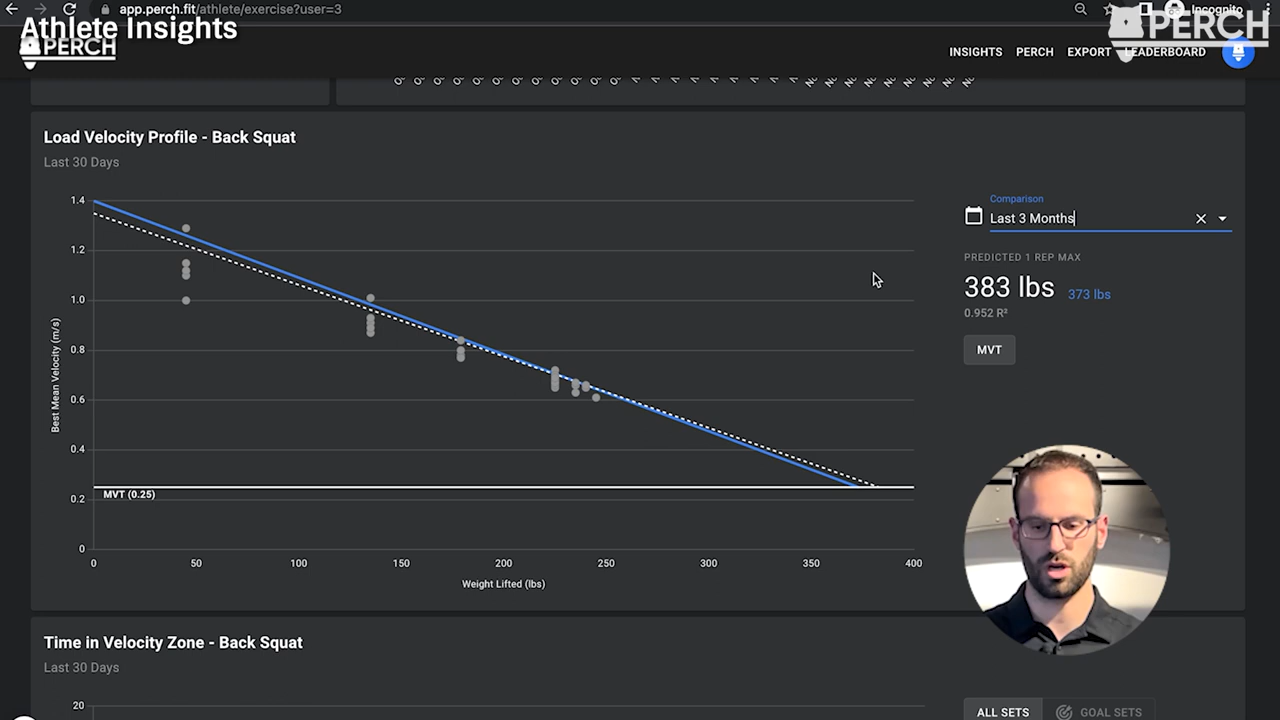 app.perch.fit/athlete/exercise?user=3
Incognito
Athlete Insights
PERCH
PERCH
INSIGHTS PERCH EXPORT LEADERBOARD
Load Velocity Profile - Back Squat
Last 30 Days
Comparison
Last 3 Months
PREDICTED 1 REP MAX
383 lbs 373 lbs
0.952 R²
MVT
Best Mean Velocity (m/s)
1.4
1.2
1.0
0.8
0.6
0.4
0.2
0
MVT (0.25)
0 50 100 150 200 250 300 350 400
Weight Lifted (lbs)
Time in Velocity Zone - Back Squat
Last 30 Days
20
ALL SETS GOAL SETS